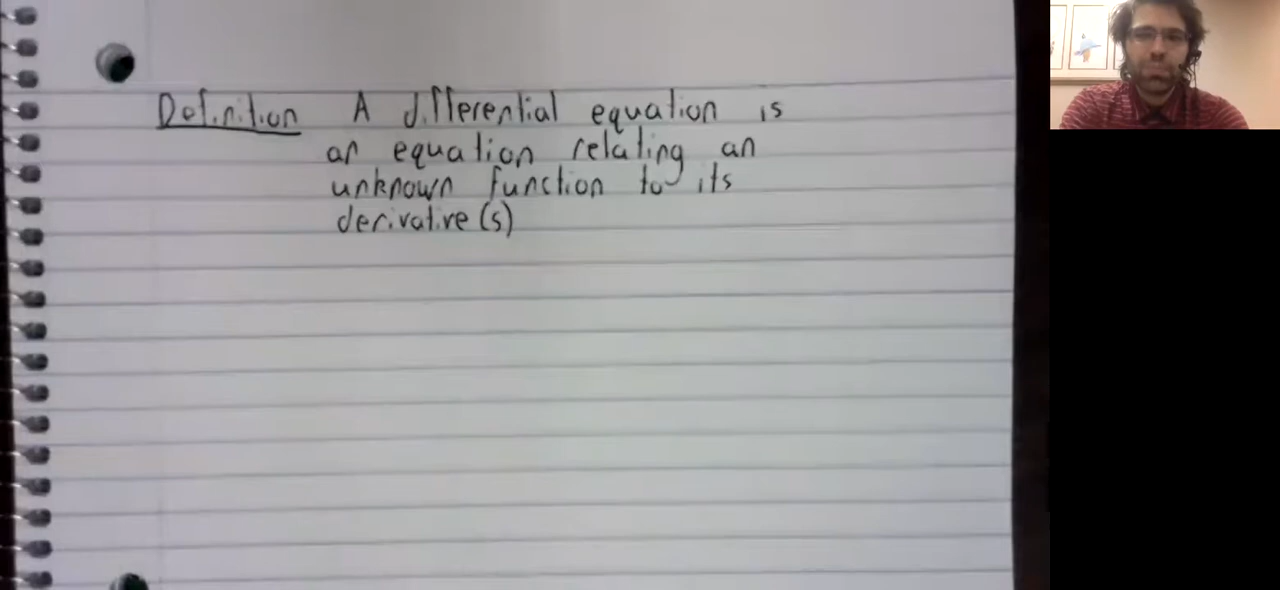 Definition A differential equation is
an equation relating an
unknown function to its
derivative(s)